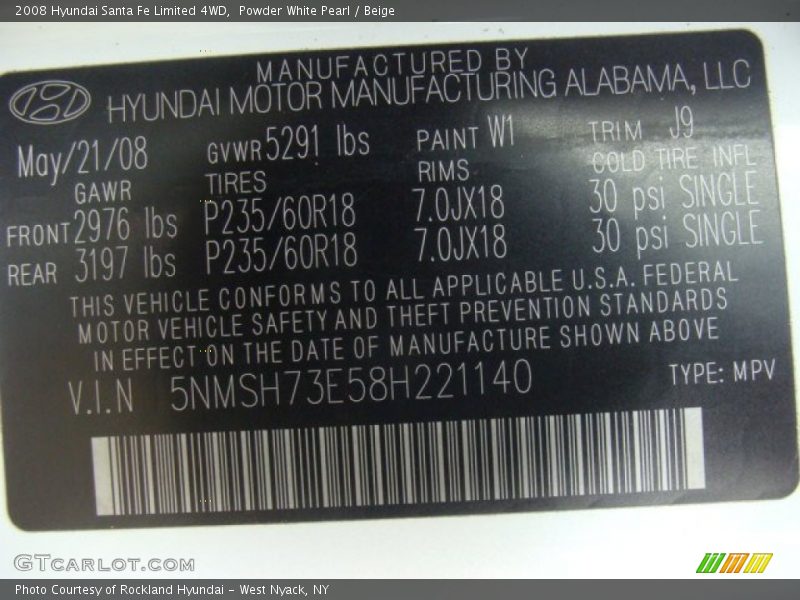 2008 Hyundai Santa Fe Limited 4WD,  Powder White Pearl / Beige
MANUFACTURED BY
HYUNDAI MOTOR MANUFACTURING ALABAMA, LLC
May/21/08 GVWR 5291 lbs PAINT W1 TRIM J9
GAWR TIRES RIMS COLD TIRE INFL
FRONT 2976 lbs P235/60R18 7.0JX18 30 psi SINGLE
REAR 3197 lbs P235/60R18 7.0JX18 30 psi SINGLE
THIS VEHICLE CONFORMS TO ALL APPLICABLE U.S.A. FEDERAL
MOTOR VEHICLE SAFETY AND THEFT PREVENTION STANDARDS
IN EFFECT ON THE DATE OF MANUFACTURE SHOWN ABOVE
V.I.N 5NMSH73E58H221140 TYPE: MPV
GTCARLOT.COM
Photo Courtesy of Rockland Hyundai - West Nyack, NY